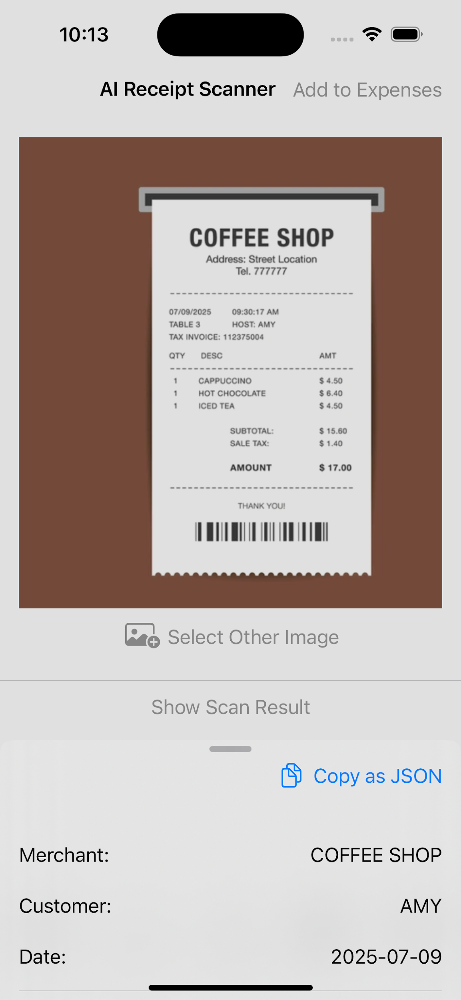 10:13
AI Receipt Scanner Add to Expenses
COFFEE SHOP
Address: Street Location
Tel. 777777
07/09/2025 09:30:17 AM
TABLE 3 HOST: AMY
TAX INVOICE: 112375004
QTY DESC AMT
1 CAPPUCCINO $ 4.50
1 HOT CHOCOLATE $ 6.40
1 ICED TEA $ 4.50
SUBTOTAL: $ 15.60
SALE TAX: $ 1.40
AMOUNT $ 17.00
THANK YOU!
Select Other Image
Show Scan Result
Copy as JSON
Merchant: COFFEE SHOP
Customer: AMY
Date: 2025-07-09